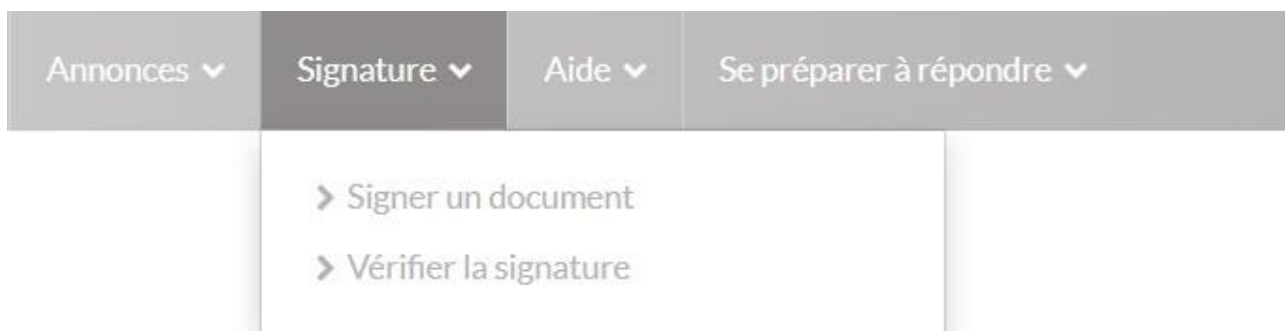 Annonces Signature Aide Se préparer à répondre
Signer un document
Vérifier la signature